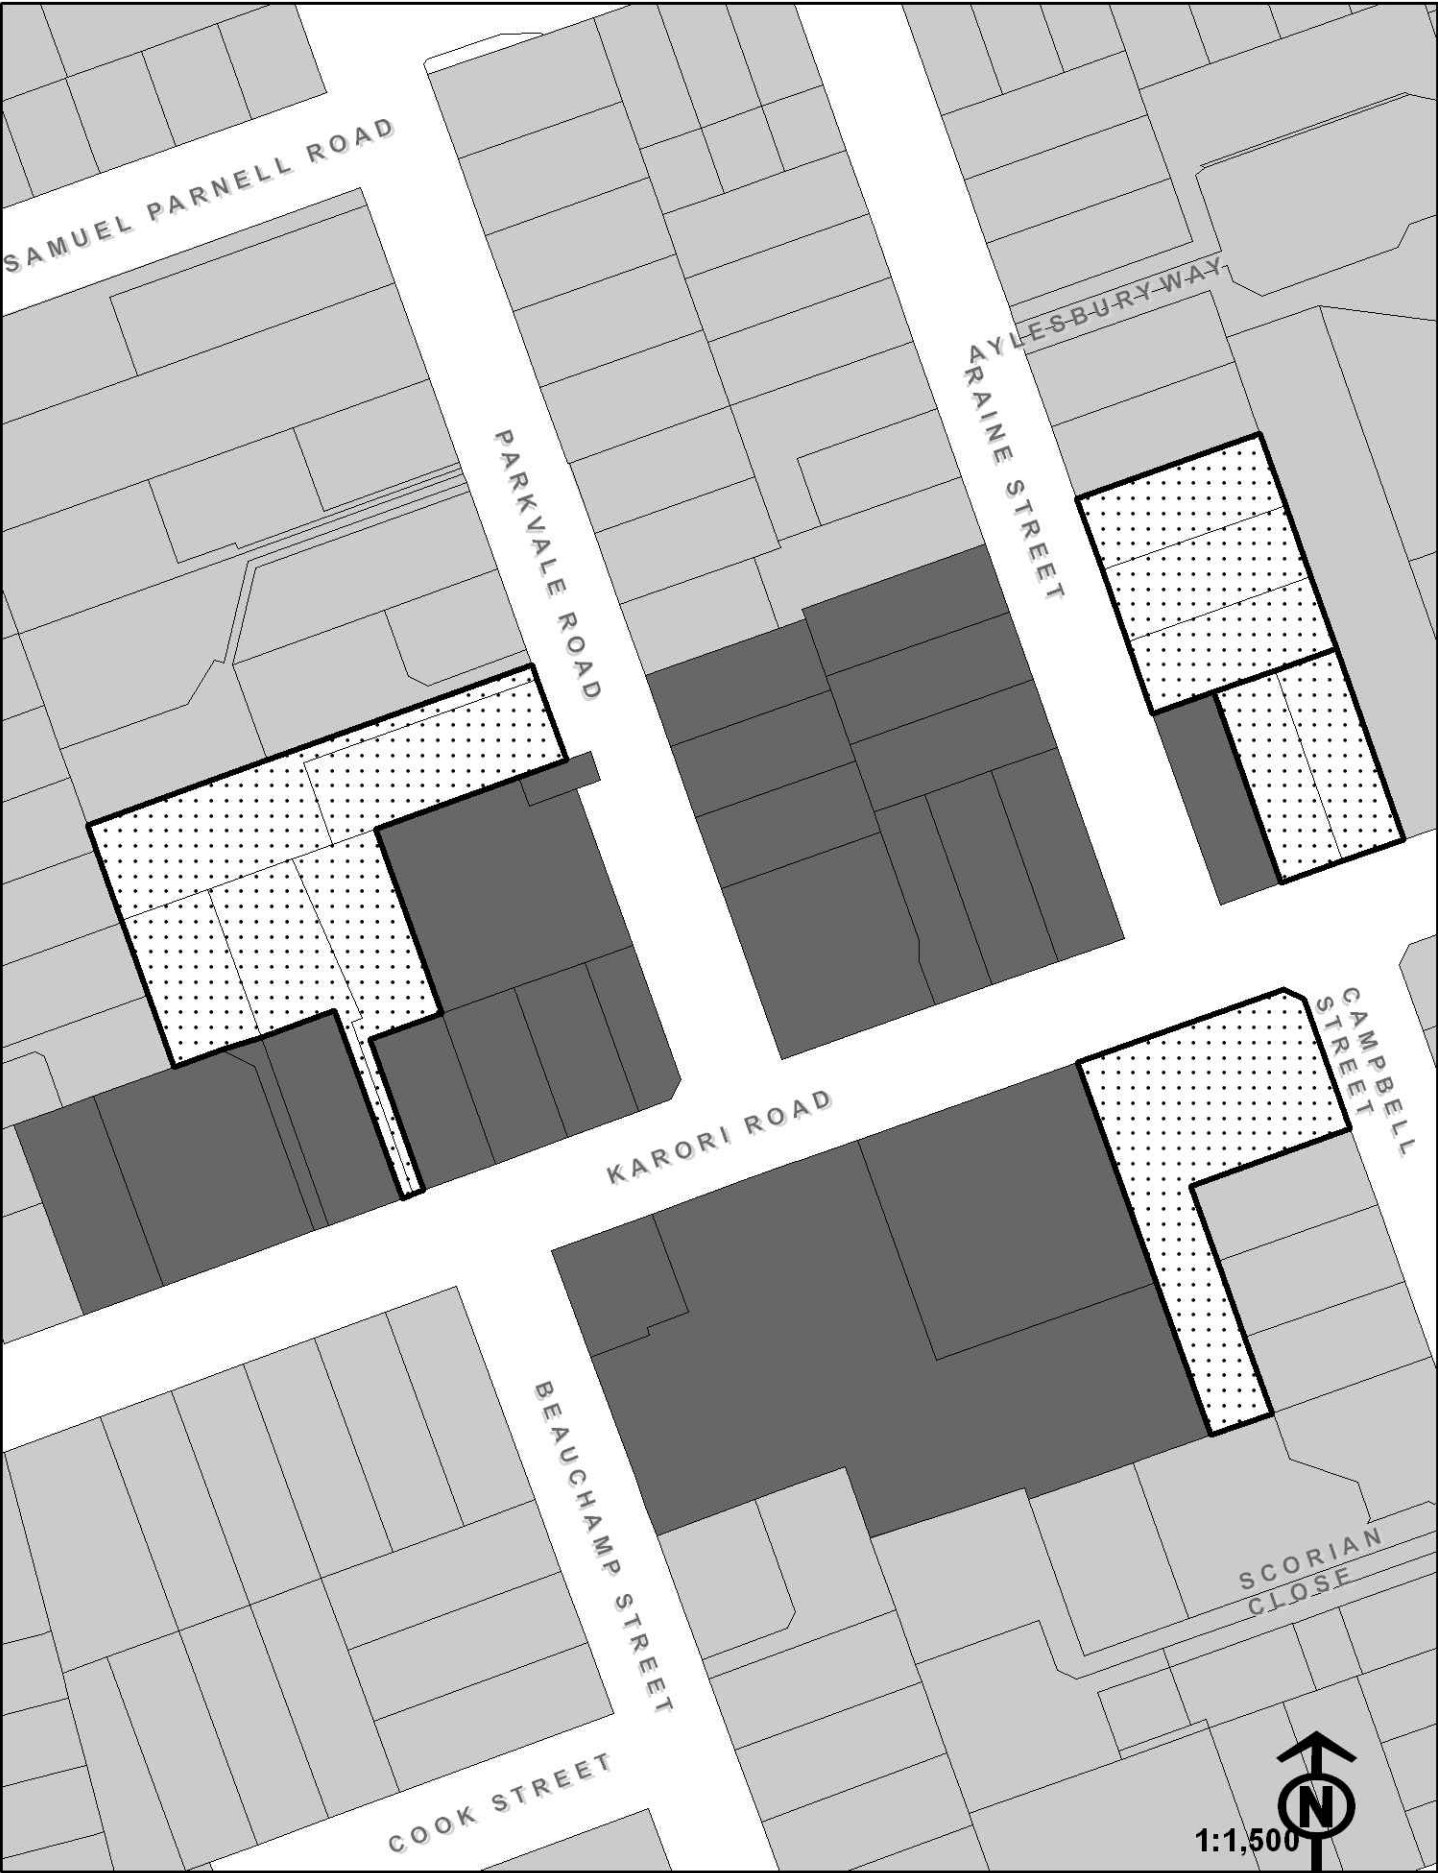 SAMUEL PARNELL ROAD
AYLESBURY WAY
RAINE STREET
PARKVALE ROAD
CAMPBELL
STREET
KARORI ROAD
BEAUCHAMP STREET
SCORIAN
CLOSE
COOK STREET
N
1:1,500